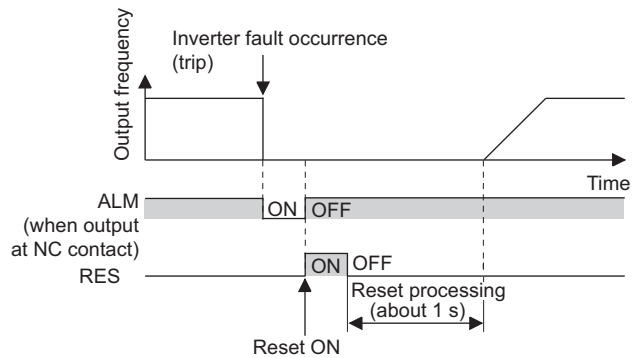 Inverter fault occurrence
(trip)
Output frequency
Time
ALM
(when output
at NC contact)
ON
OFF
RES
ON
OFF
Reset processing
(about 1 s)
Reset ON